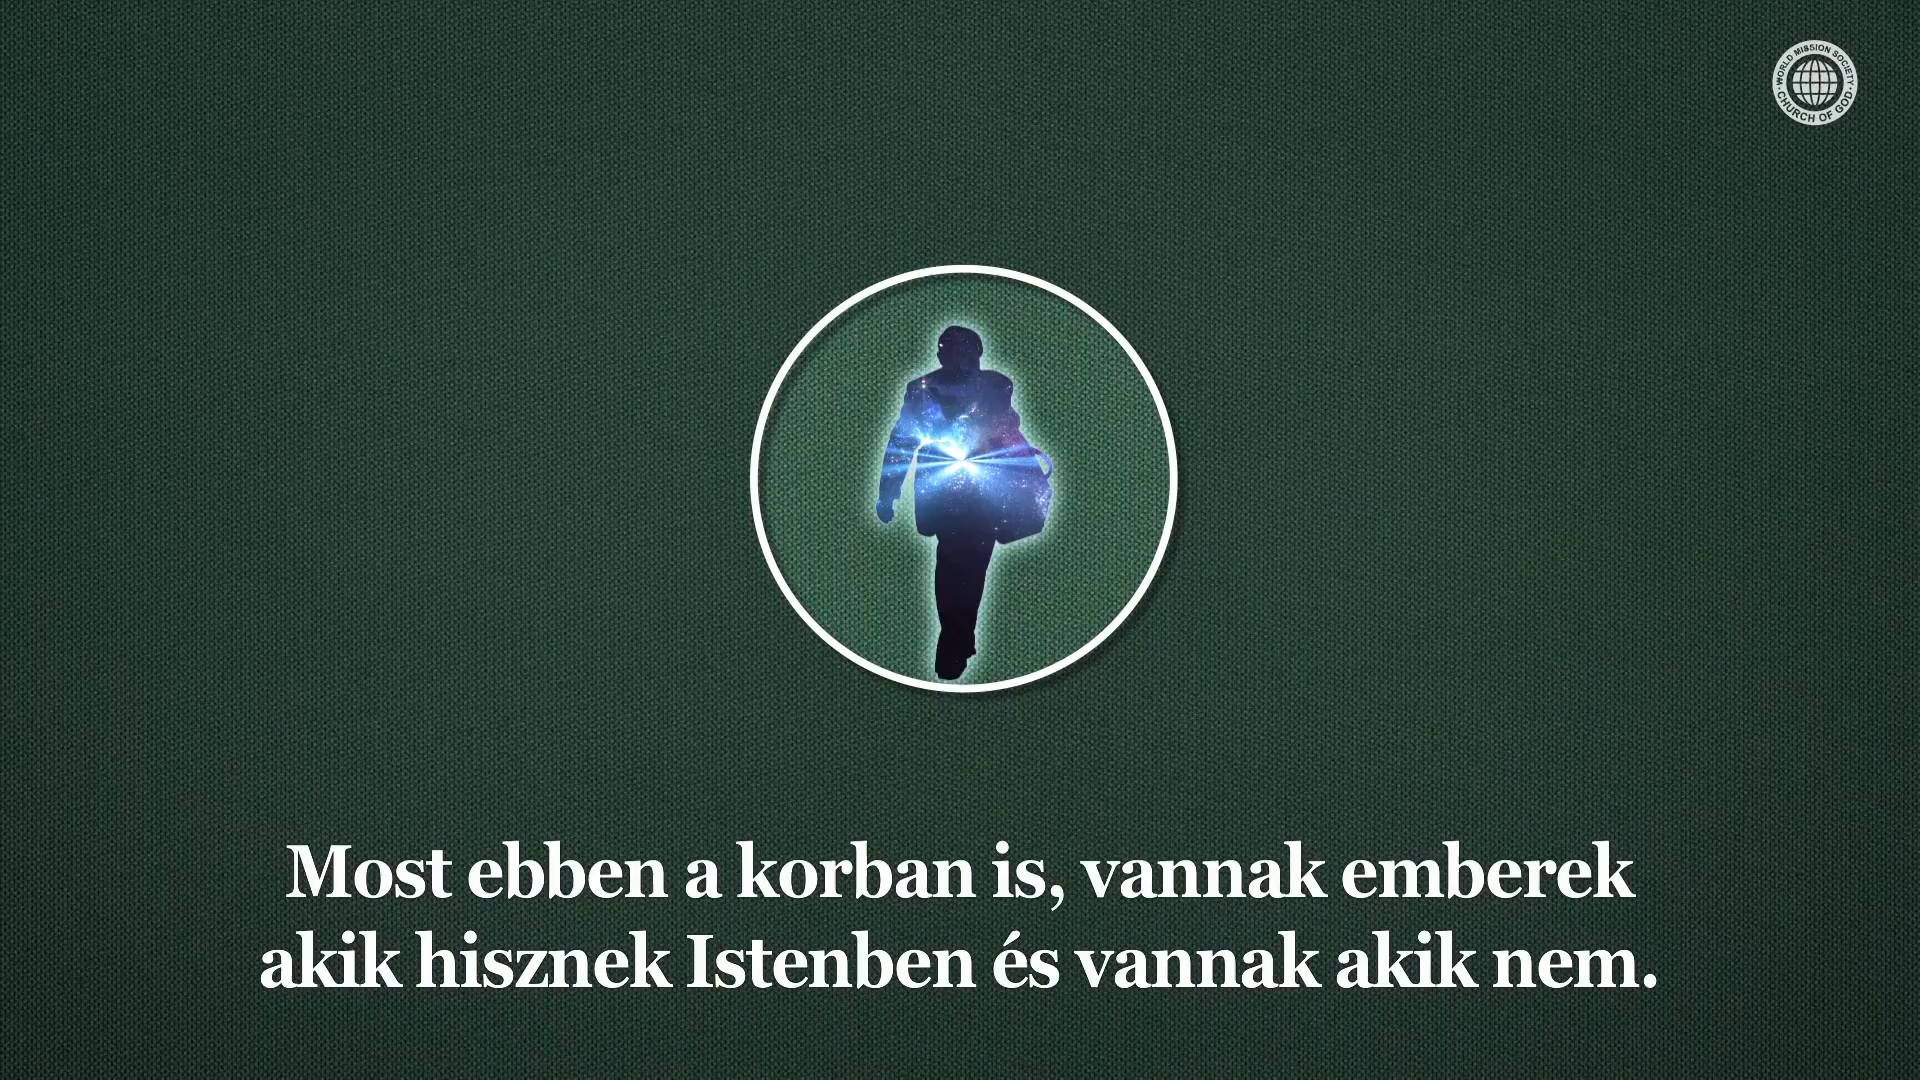 WORLD MISSION SOCIETY
CHURCH OF GOD
Most ebben a korban is, vannak emberek
akik hisznek Istenben és vannak akik nem.